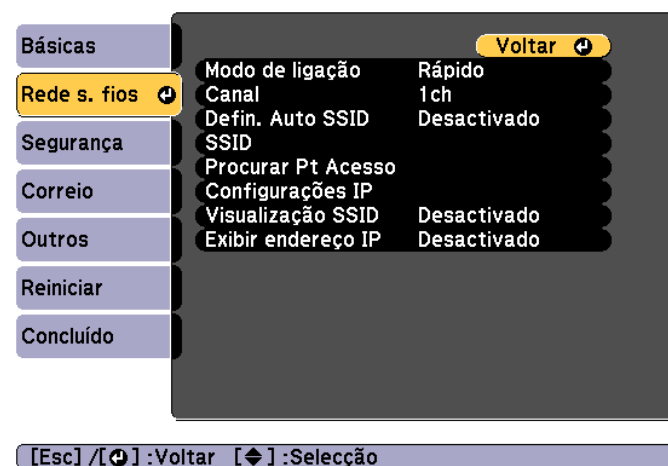 Básicas
Rede s. fios
Segurança
Correio
Outros
Reiniciar
Concluído
Voltar
Modo de ligação Rápido
Canal 1ch
Defin. Auto SSID Desactivado
SSID
Procurar Pt Acesso
Configurações IP
Visualização SSID Desactivado
Exibir endereço IP Desactivado
[Esc] /[⏎] :Voltar [◆] :Selecção